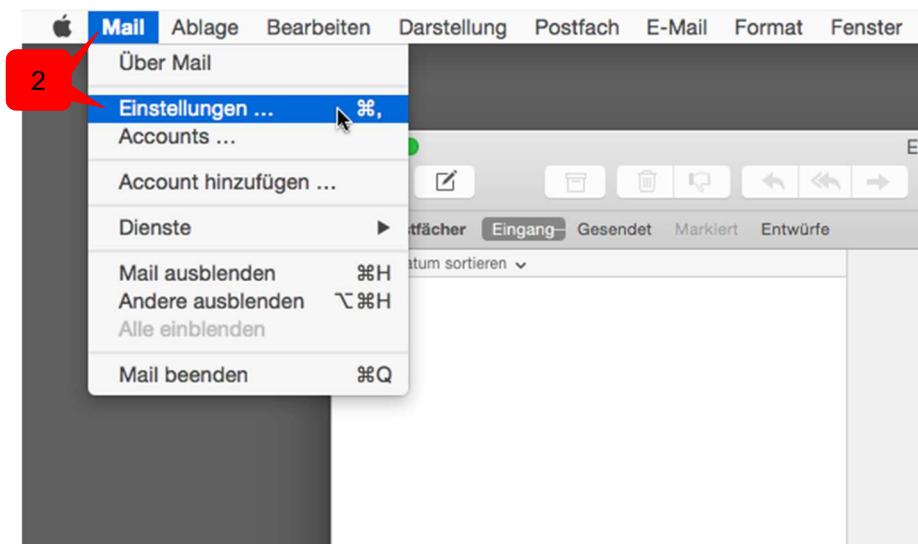 Mail Ablage Bearbeiten Darstellung Postfach E-Mail Format Fenster
2
Über Mail
Einstellungen ... ⌘,
Accounts ...
Account hinzufügen ...
Dienste ▶
Mail ausblenden ⌘H
Andere ausblenden ⌥⌘H
Alle einblenden
Mail beenden ⌘Q
E
tfächer Eingang Gesendet Markiert Entwürfe
atum sortieren